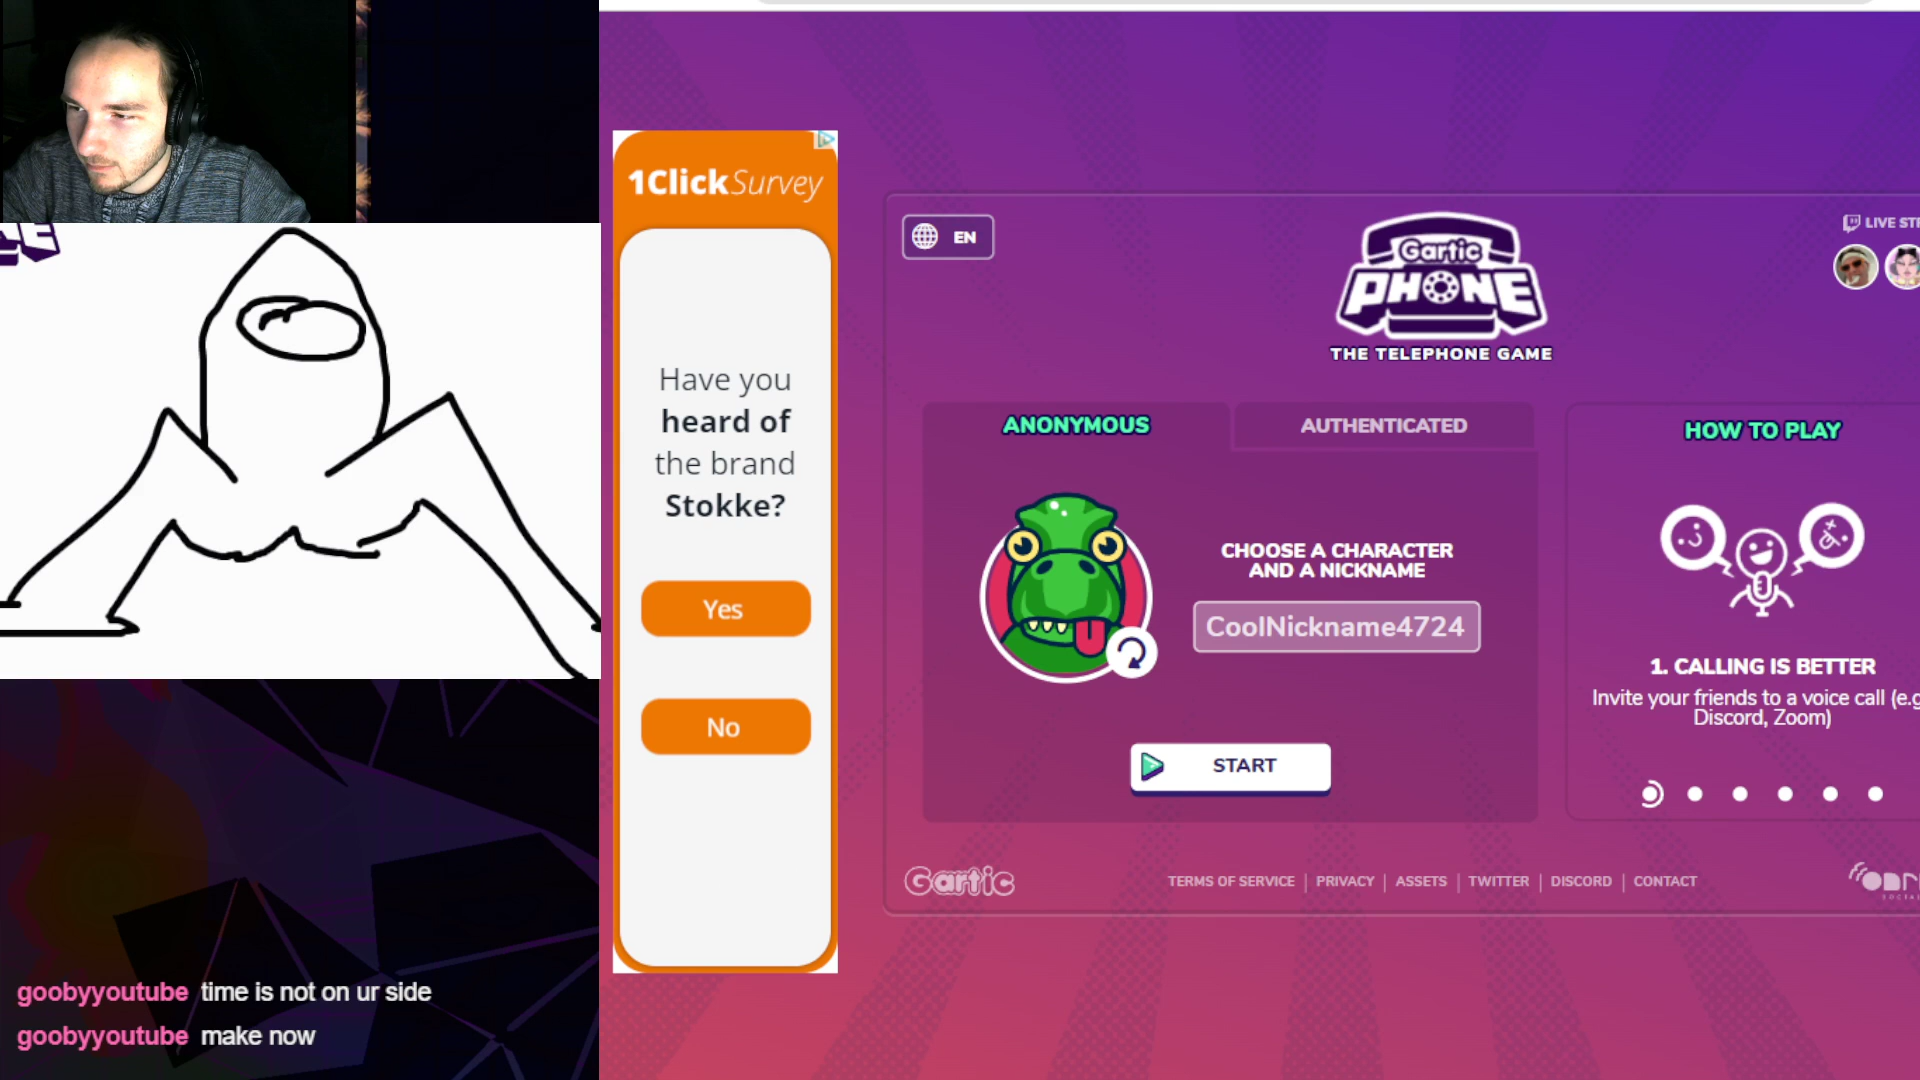 1ClickSurvey
Have you
heard of
the brand
Stokke?
Yes
No
EN
Gartic
PHONE
THE TELEPHONE GAME
LIVE
ANONYMOUS
AUTHENTICATED
CHOOSE A CHARACTER
AND A NICKNAME
CoolNickname4724
START
HOW TO PLAY
1. CALLING IS BETTER
Invite your friends to a voice call (e.g
Discord, Zoom)
Gartic
TERMS OF SERVICE | PRIVACY | ASSETS | TWITTER | DISCORD | CONTACT
goobyyoutube time is not on ur side
goobyyoutube make now